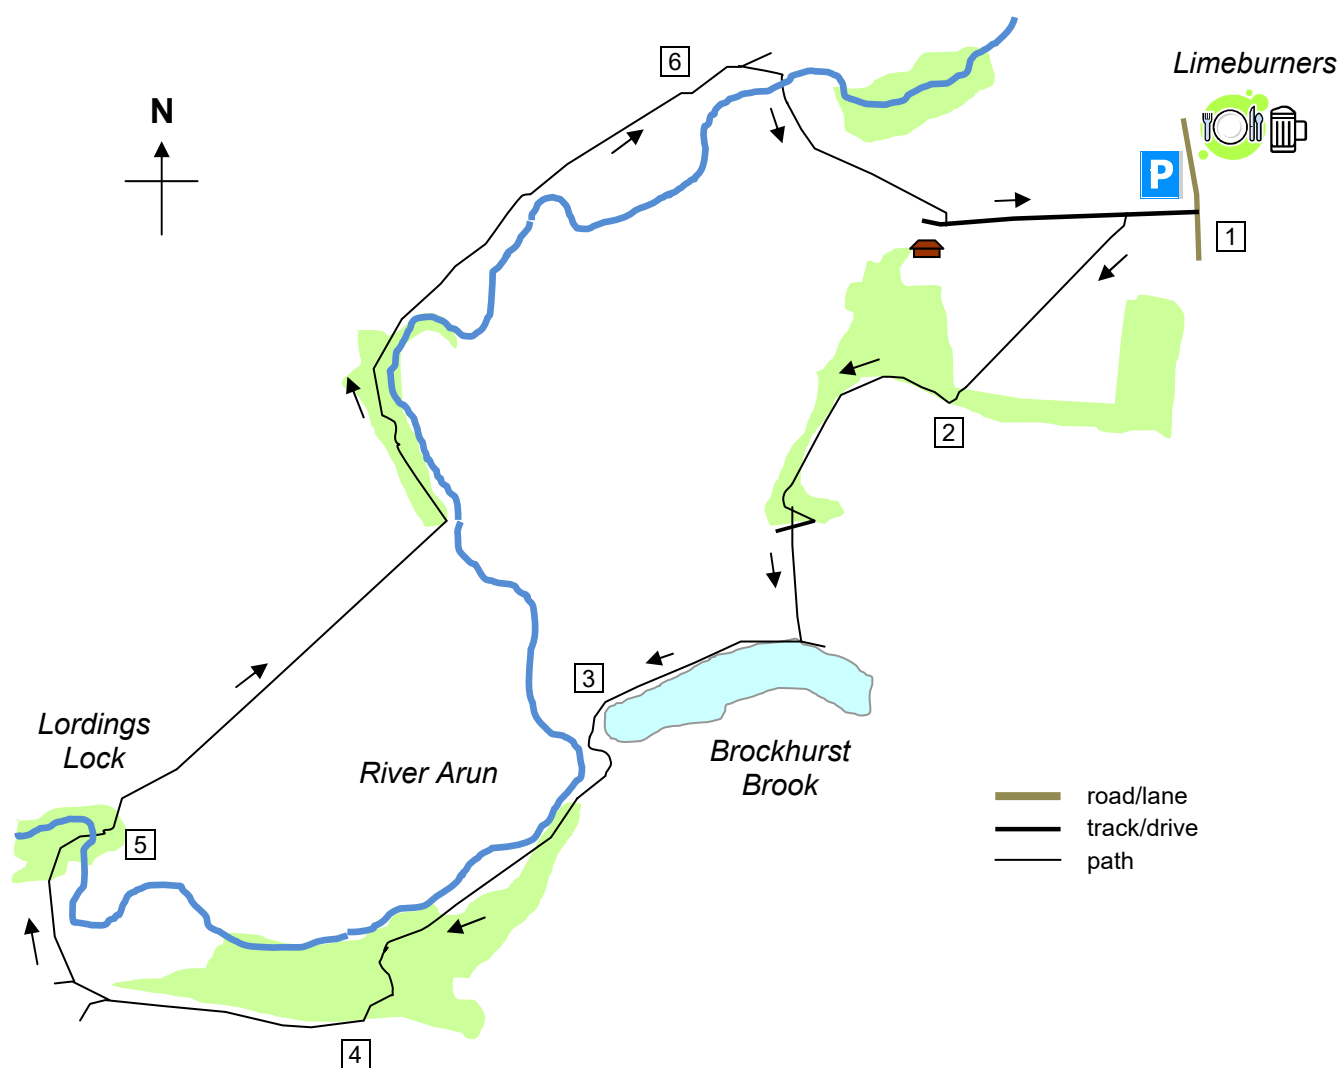 6
Limeburners
N
P
1
2
3
Lordings
Lock
River Arun
Brockhurst
Brook
road/lane
track/drive
path
5
4